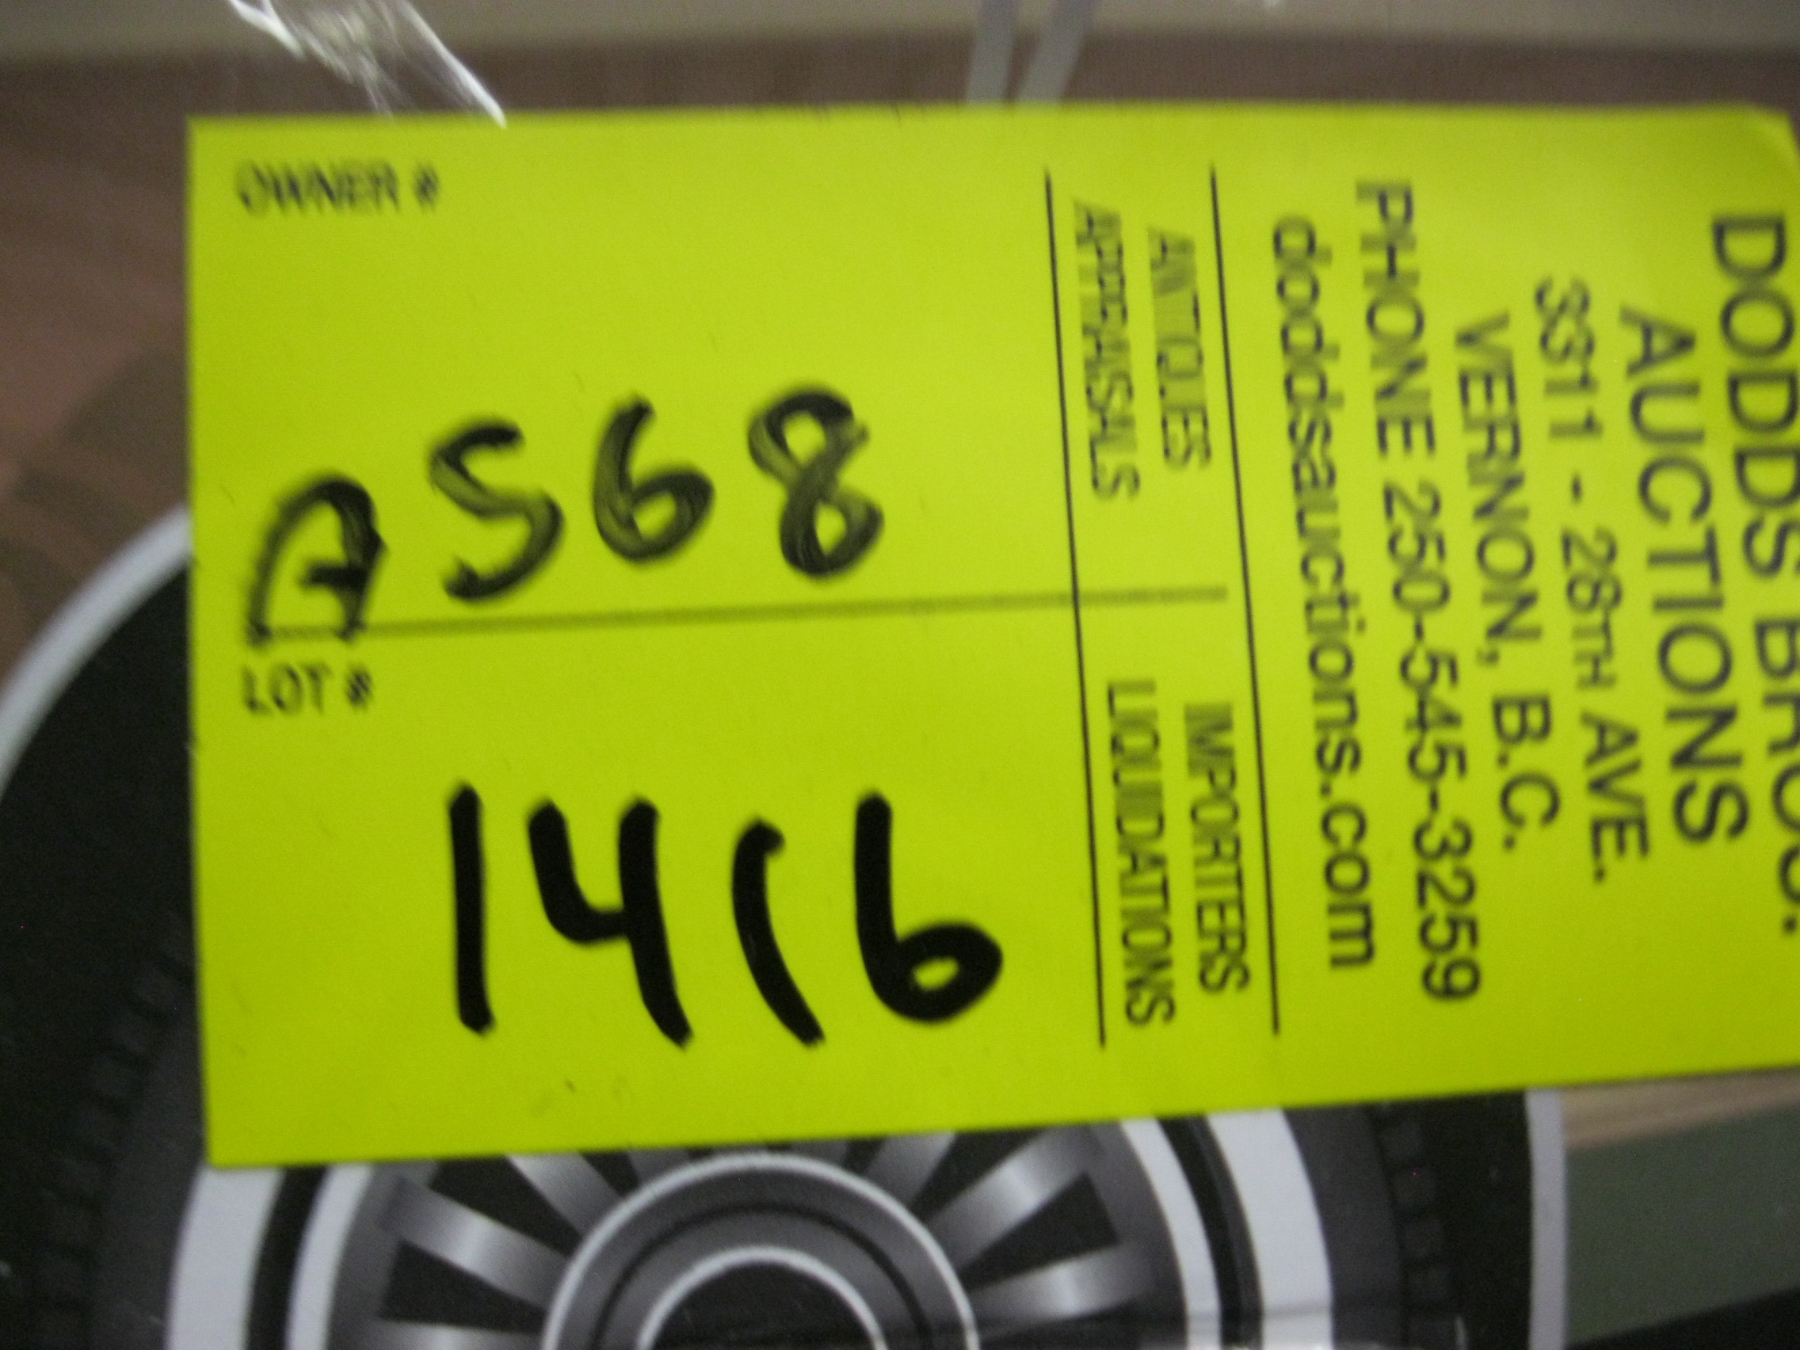 DODDS BROS.
AUCTIONS
3311 - 28TH AVE.
VERNON, B.C.
PHONE 250-545-3259
doddsauctions.com
ANTIQUES
APPRAISALS
IMPORTERS
LIQUIDATIONS
OWNER #
A568
LOT #
1416